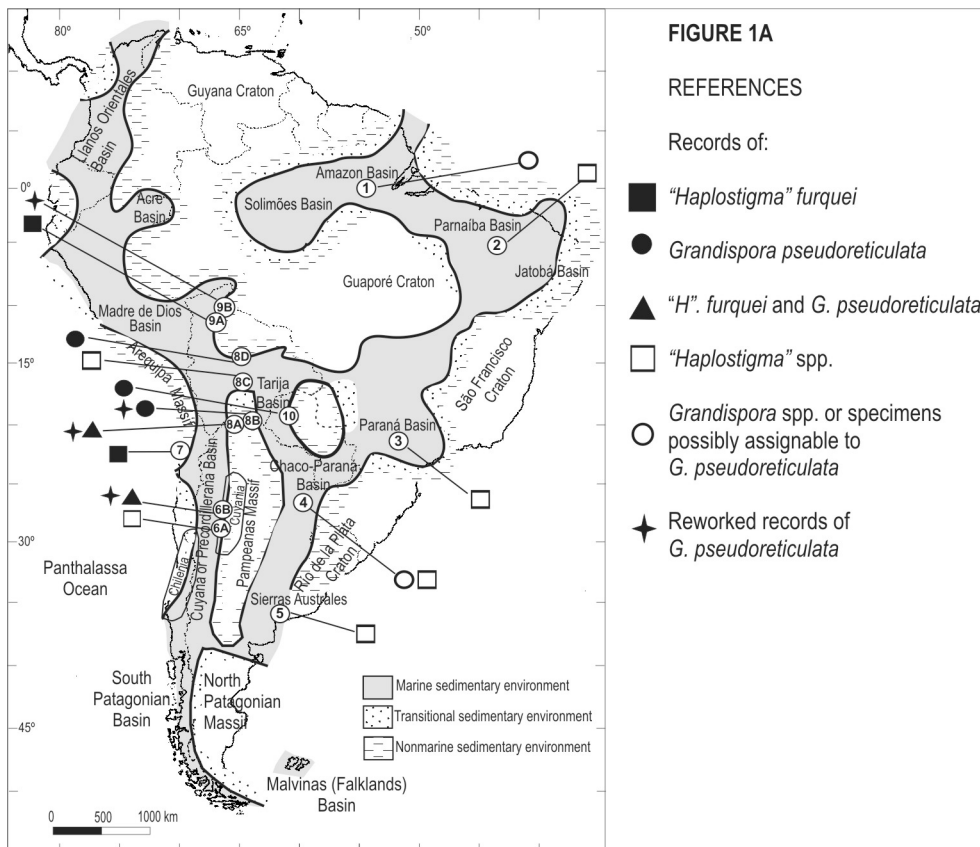 80°
65°
50°
0°
15°
30°
45°
Guyana Craton
Llanos Orientales
Basin
Amazon Basin
1
Solimões Basin
Acre
Basin
Parnaíba Basin
2
Jatobá Basin
Guaporé Craton
9B
9A
Madre de Dios
Basin
Arequipa Massif
8D
8C
Tarija
Basin
10
8A
8B
São Francisco
Craton
Paraná Basin
3
7
Chaco-Paraná
Basin
4
Cuyana or Precordillerana Basin
Cuyania
Pampeanas Massif
6B
6A
Chilenia
Río de la Plata
Craton
Panthalassa
Ocean
Sierras Australes
5
South
Patagonian
Basin
North
Patagonian
Massif
Marine sedimentary environment
Transitional sedimentary environment
Nonmarine sedimentary environment
Malvinas (Falklands)
Basin
0 500 1000 km
FIGURE 1A
REFERENCES
Records of:
"Haplostigma" furquei
Grandispora pseudoreticulata
"H". furquei and G. pseudoreticulata
"Haplostigma" spp.
Grandispora spp. or specimens
possibly assignable to
G. pseudoreticulata
Reworked records of
G. pseudoreticulata